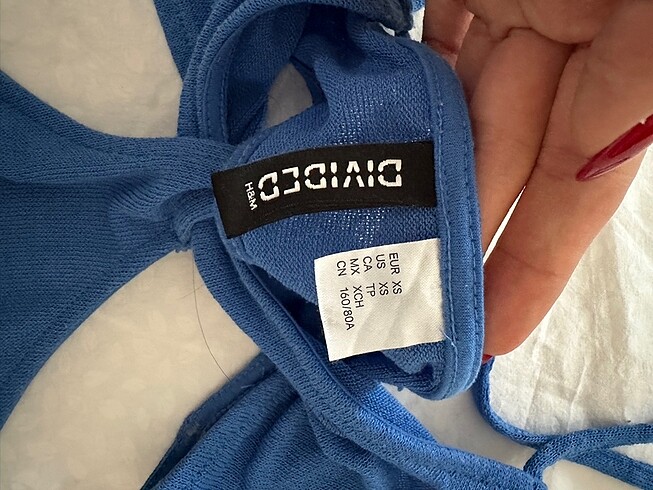 DIVIDED
H&M
EUR XS
US XS
CA TP
MX XCH
CN 160/80A